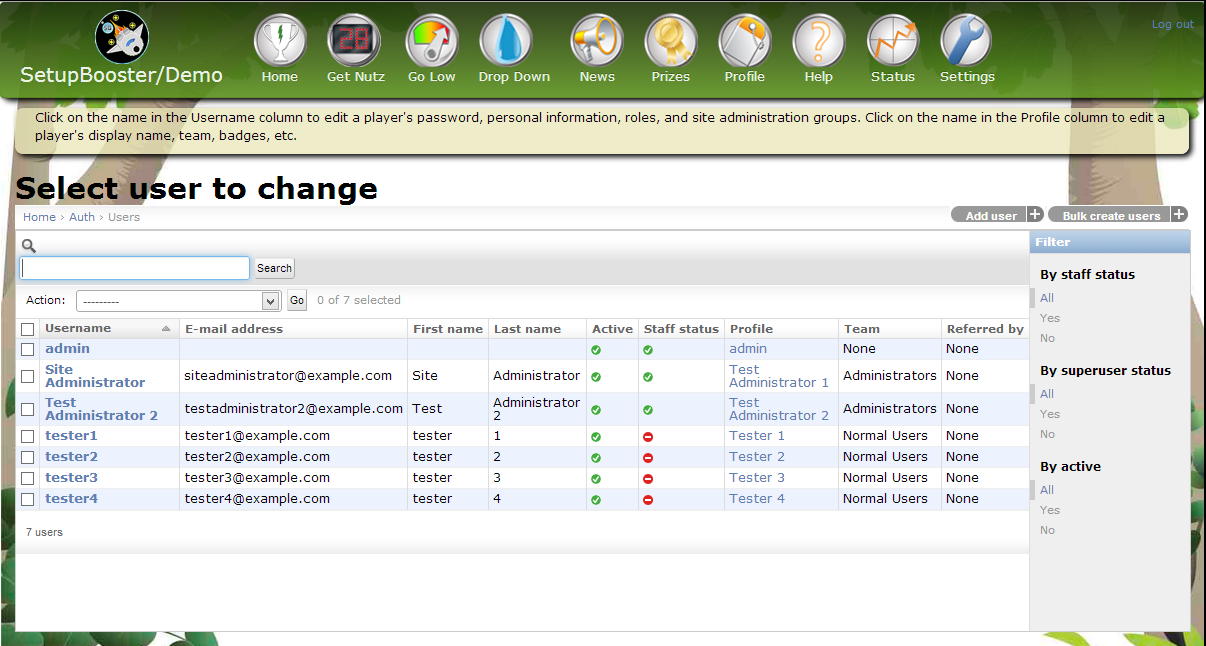 Log out
28
SetupBooster/Demo
Home Get Nutz Go Low Drop Down News Prizes Profile Help Status Settings
Click on the name in the Username column to edit a player's password, personal information, roles, and site administration groups. Click on the name in the Profile column to edit a
player's display name, team, badges, etc.
Select user to change
Home › Auth › Users
Add user + Bulk create users +
Search
Action: --------- Go 0 of 7 selected
Username E-mail address First name Last name Active Staff status Profile Team Referred by
admin admin None None
Site Administrator siteadministrator@example.com Site Administrator Test Administrator 1 Administrators None
Test Administrator 2 testadministrator2@example.com Test Administrator 2 Test Administrator 2 Administrators None
tester1 tester1@example.com tester 1 Tester 1 Normal Users None
tester2 tester2@example.com tester 2 Tester 2 Normal Users None
tester3 tester3@example.com tester 3 Tester 3 Normal Users None
tester4 tester4@example.com tester 4 Tester 4 Normal Users None
7 users
Filter
By staff status
All
Yes
No
By superuser status
All
Yes
No
By active
All
Yes
No